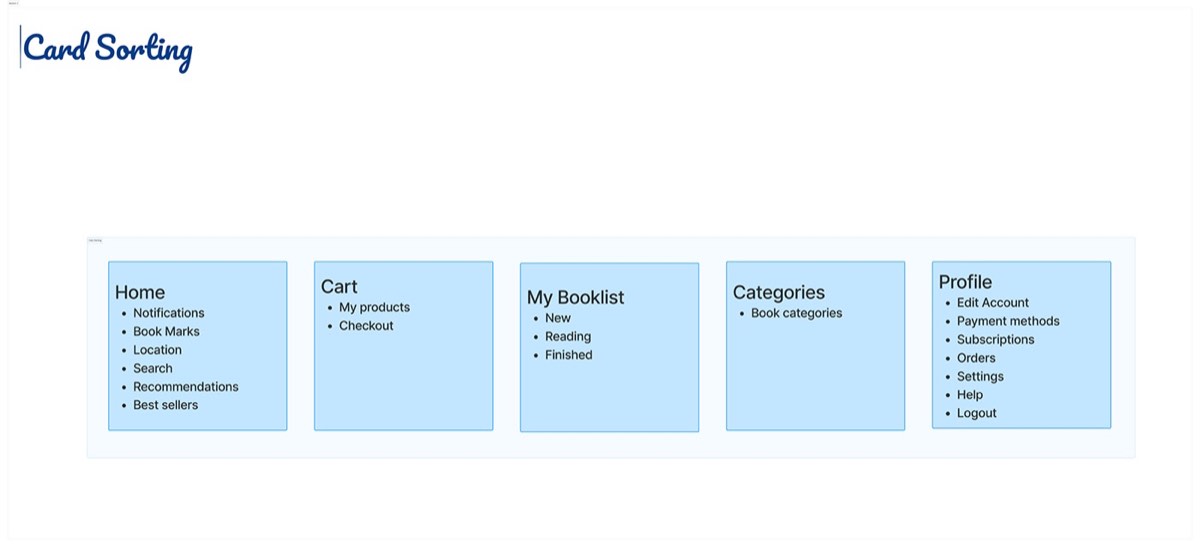 Card Sorting
Home
• Notifications
• Book Marks
• Location
• Search
• Recommendations
• Best sellers
Cart
• My products
• Checkout
My Booklist
• New
• Reading
• Finished
Categories
• Book categories
Profile
• Edit Account
• Payment methods
• Subscriptions
• Orders
• Settings
• Help
• Logout